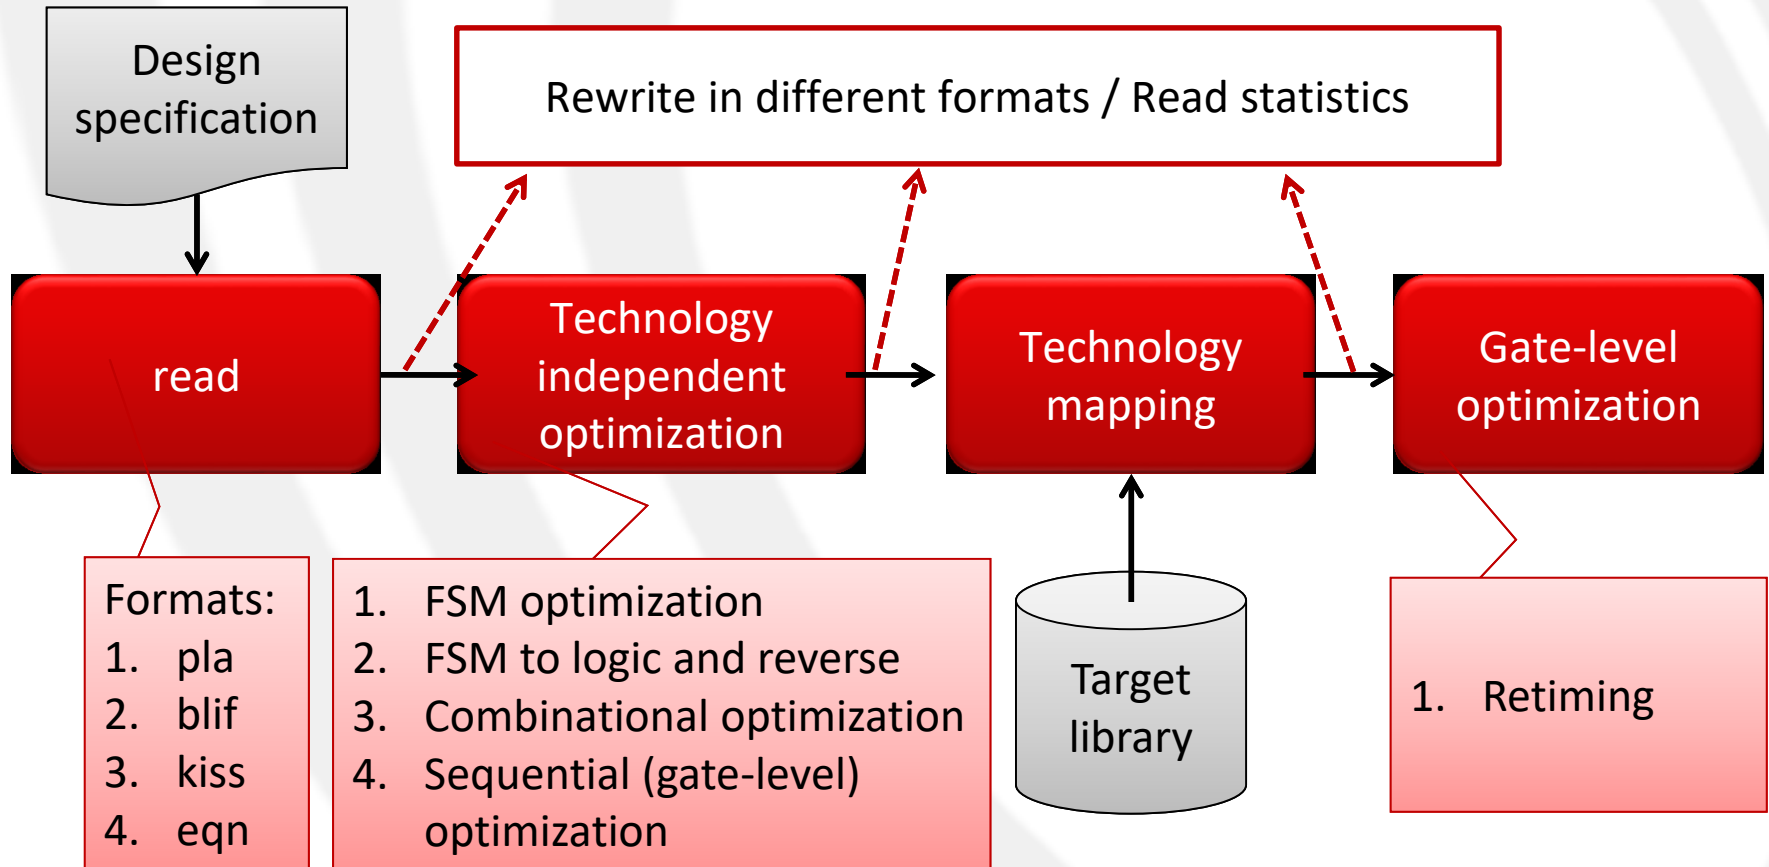 Design
specification
Rewrite in different formats / Read statistics
read
Technology
independent
optimization
Technology
mapping
Gate-level
optimization
Formats:
1. pla
2. blif
3. kiss
4. eqn
1. FSM optimization
2. FSM to logic and reverse
3. Combinational optimization
4. Sequential (gate-level)
optimization
Target
library
1. Retiming